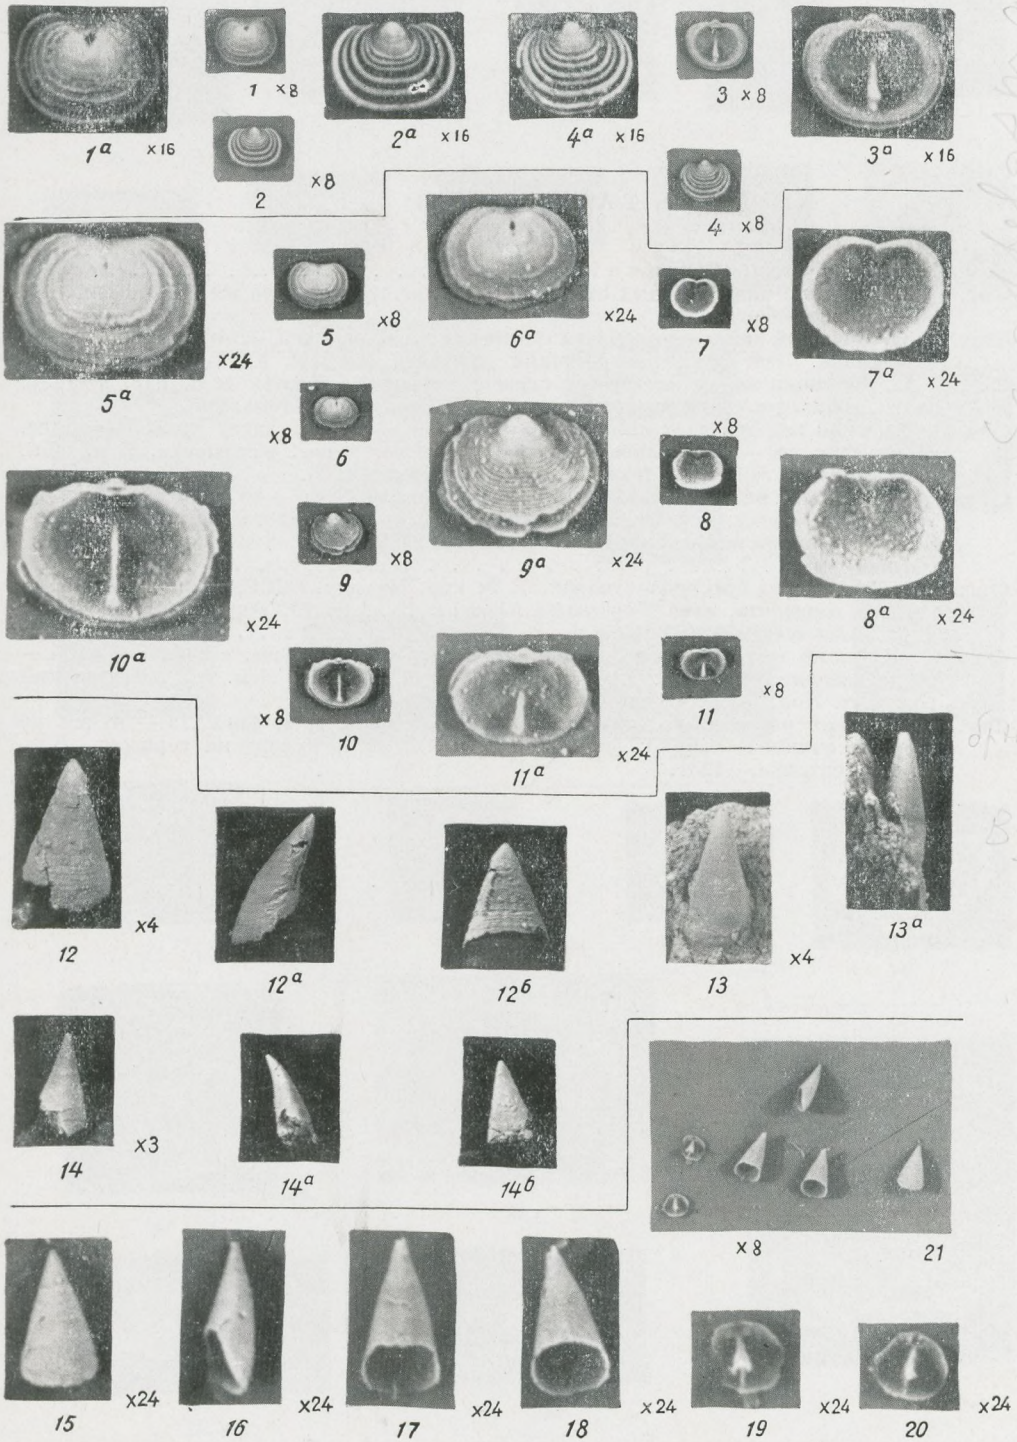 1 ×8
3 ×8
1ᵃ ×16
2ᵃ ×16
4ᵃ ×16
3ᵃ ×16
2 ×8
4 ×8
5ᵃ ×24
5 ×8
6ᵃ ×24
7 ×8
7ᵃ ×24
×8 6
9ᵃ ×24
×8
8
8ᵃ ×24
9 ×8
10ᵃ ×24
×8 10
11ᵃ ×24
11 ×8
12 ×4
12ᵃ
12ᵇ
13 ×4
13ᵃ
14 ×3
14ᵃ
14ᵇ
×8 21
15 ×24
16 ×24
17 ×24
18 ×24
19 ×24
20 ×24